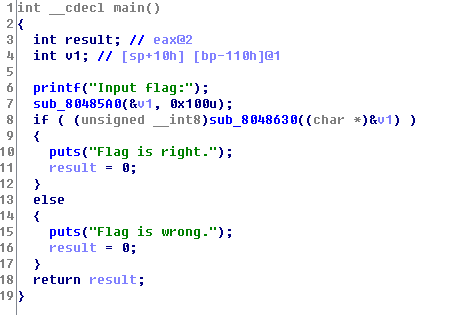 1 int __cdecl main()
2 {
3   int result; // eax@2
4   int v1; // [sp+10h] [bp-110h]@1
5
6   printf("Input flag:");
7   sub_80485A0(&v1, 0x100u);
8   if ( (unsigned __int8)sub_8048630((char *)&v1) )
9   {
10     puts("Flag is right.");
11     result = 0;
12   }
13   else
14   {
15     puts("Flag is wrong.");
16     result = 0;
17   }
18   return result;
19 }